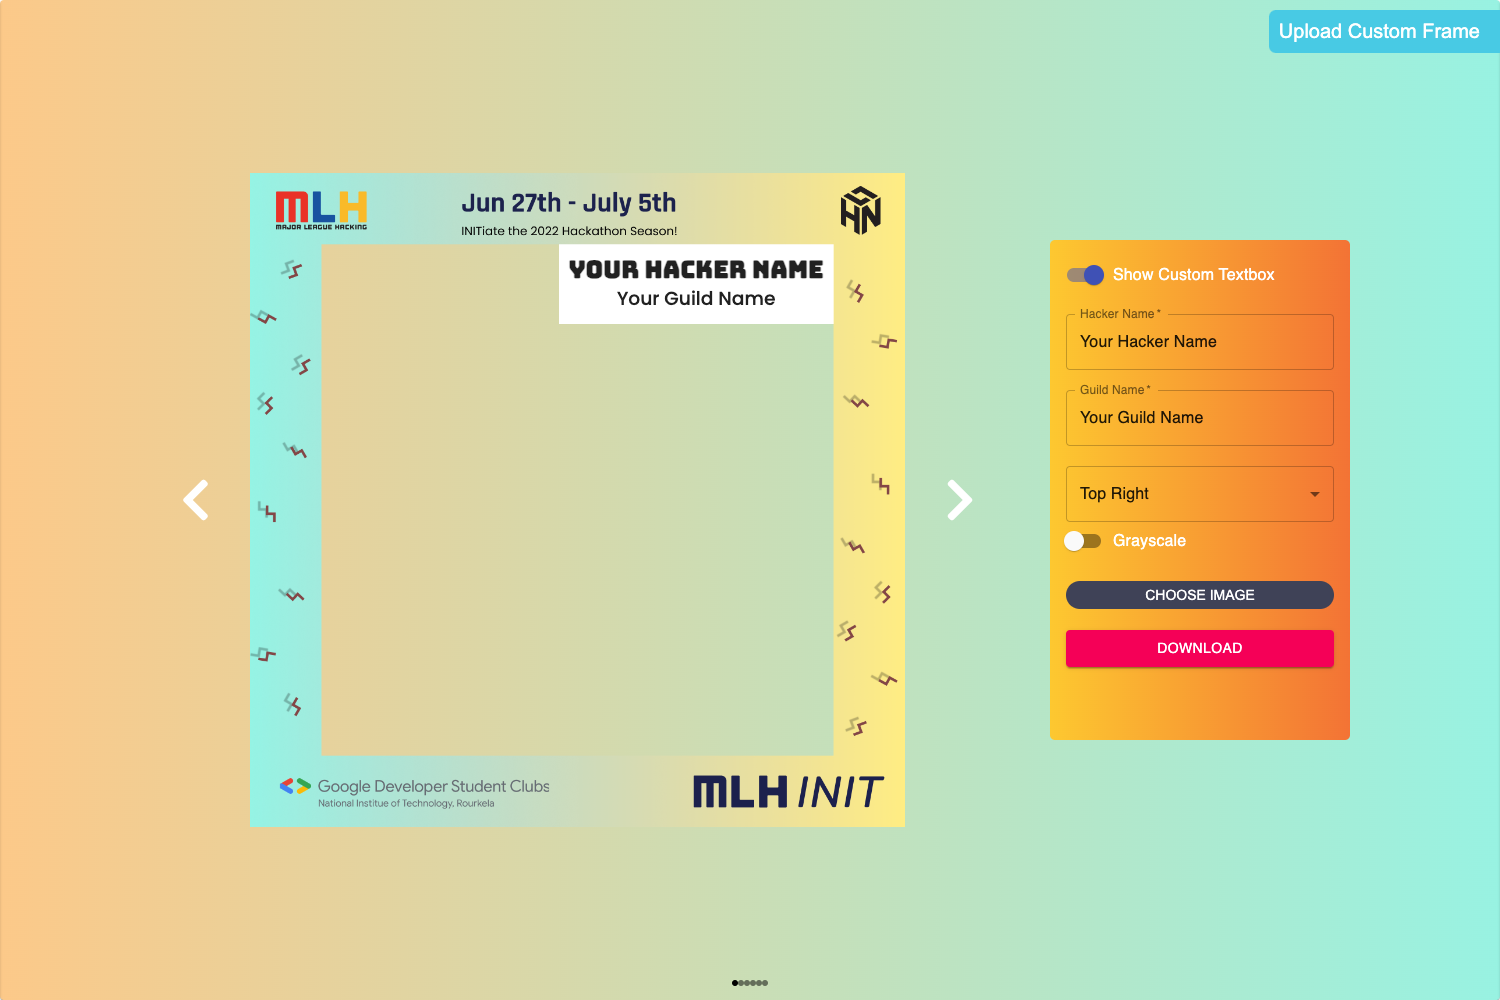 Upload Custom Frame
MLH
MAJOR LEAGUE HACKING
Jun 27th - July 5th
INITiate the 2022 Hackathon Season!
HN
YOUR HACKER NAME
Your Guild Name
Google Developer Student Clubs
National Institue of Technology, Rourkela
MLH INIT
Show Custom Textbox
Hacker Name *
Your Hacker Name
Guild Name *
Your Guild Name
Top Right
Grayscale
CHOOSE IMAGE
DOWNLOAD